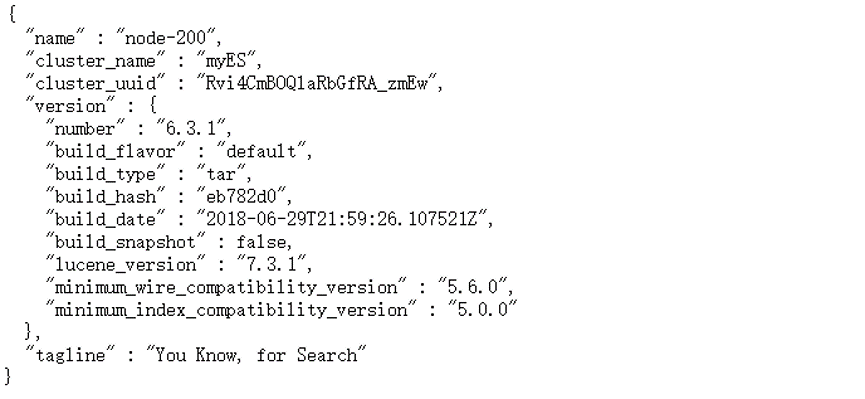 {
"name" : "node-200",
"cluster_name" : "myES",
"cluster_uuid" : "Rvi4CmBOQ1aRbGfRA_zmEw",
"version" : {
"number" : "6.3.1",
"build_flavor" : "default",
"build_type" : "tar",
"build_hash" : "eb782d0",
"build_date" : "2018-06-29T21:59:26.107521Z",
"build_snapshot" : false,
"lucene_version" : "7.3.1",
"minimum_wire_compatibility_version" : "5.6.0",
"minimum_index_compatibility_version" : "5.0.0"
},
"tagline" : "You Know, for Search"
}